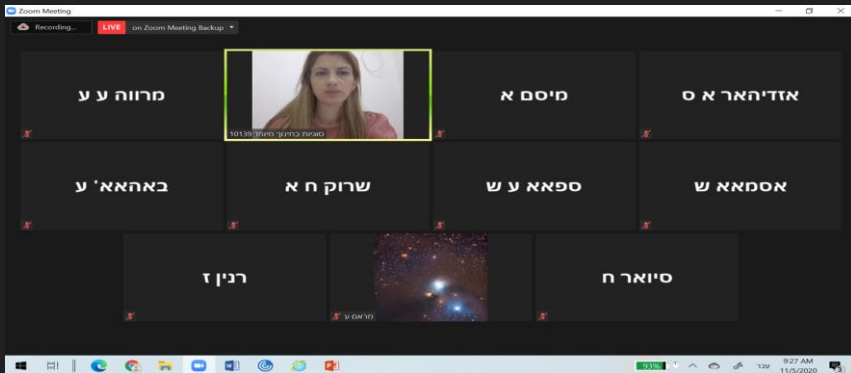 Zoom Meeting
Recording...
LIVE on Zoom Meeting Backup
מרווה ע ע
סוגיות בחינוך מיוחד 10139
מיסם א
אזדיהאר א ס
באהאא' ע
שרוק ח א
ספאא ע ש
אסמאא ש
רנין ז
מראם ע
סיואר ח
93%
עבר
9:27 AM
11/5/2020